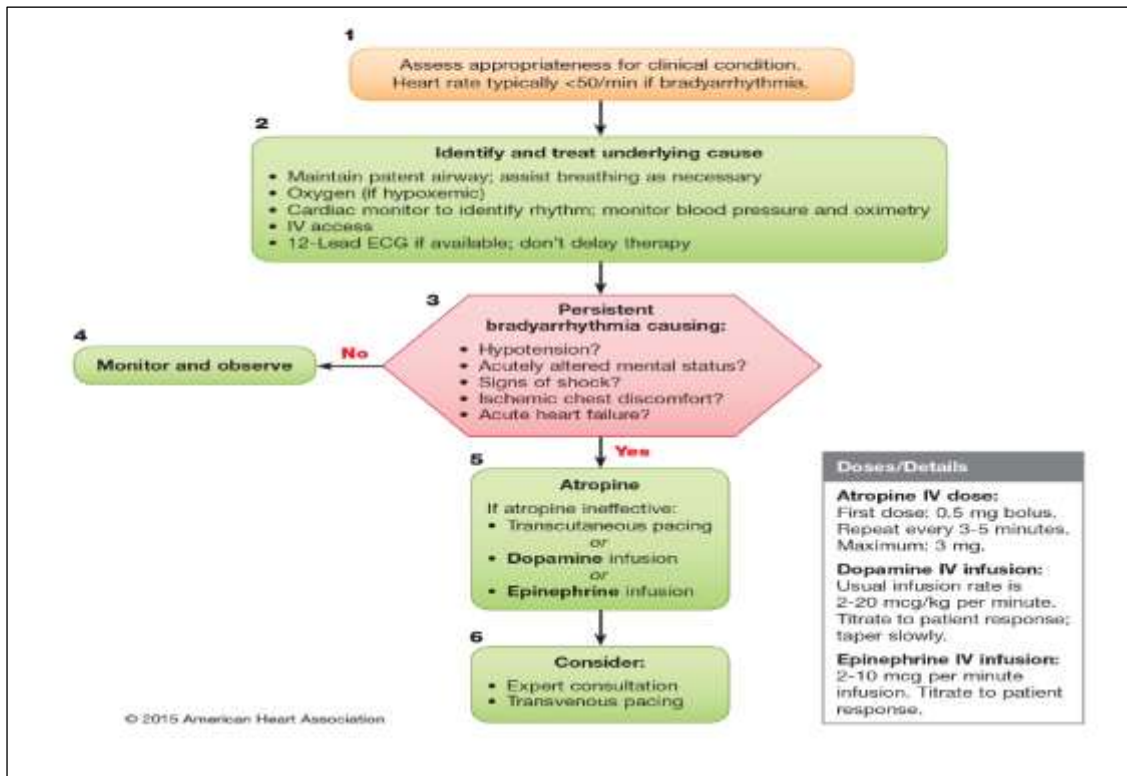 1
Assess appropriateness for clinical condition.
Heart rate typically <50/min if bradyarrhythmia.
2
Identify and treat underlying cause
• Maintain patent airway; assist breathing as necessary
• Oxygen (if hypoxemic)
• Cardiac monitor to identify rhythm; monitor blood pressure and oximetry
• IV access
• 12-Lead ECG if available; don't delay therapy
3
Persistent
bradyarrhythmia causing:
• Hypotension?
• Acutely altered mental status?
• Signs of shock?
• Ischemic chest discomfort?
• Acute heart failure?
4
No
Monitor and observe
Yes
5
Atropine
If atropine ineffective:
• Transcutaneous pacing
or
• Dopamine infusion
or
• Epinephrine infusion
6
Consider:
• Expert consultation
• Transvenous pacing
Doses/Details
Atropine IV dose:
First dose: 0.5 mg bolus.
Repeat every 3-5 minutes.
Maximum: 3 mg.
Dopamine IV infusion:
Usual infusion rate is
2-20 mcg/kg per minute.
Titrate to patient response;
taper slowly.
Epinephrine IV infusion:
2-10 mcg per minute
infusion. Titrate to patient
response.
© 2015 American Heart Association